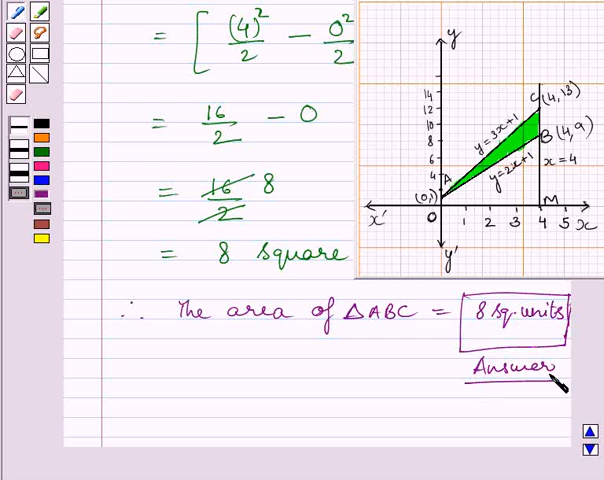 = [ (4)²/2 − 0²/2
= 16/2 − 0
= 16/2 8
= 8 square
∴ The area of △ABC = 8 sq. units
Answer
y
14
12
10
8
6
4
2
C (4,13)
B (4,9)
y=3x+1
y=2x+1
x=4
A
(0,1)
M
x'
O
1 2 3 4 5 x
y'